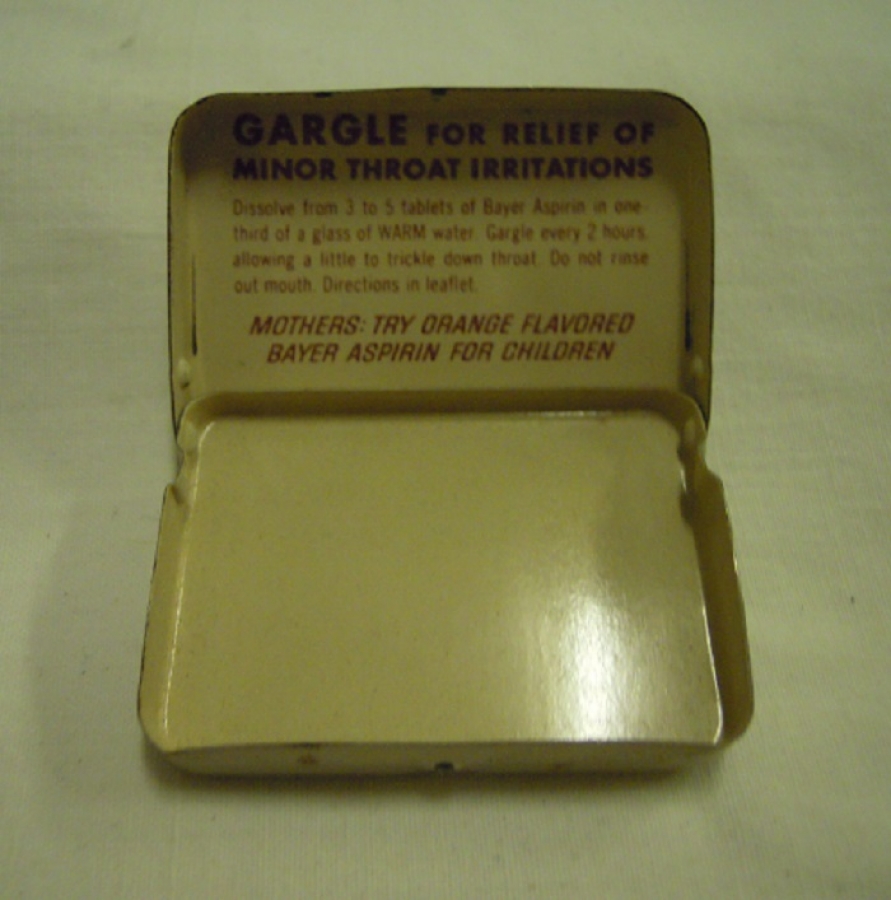 GARGLE FOR RELIEF OF
MINOR THROAT IRRITATIONS
Dissolve from 3 to 5 tablets of Bayer Aspirin in one-
third of a glass of WARM water. Gargle every 2 hours,
allowing a little to trickle down throat. Do not rinse
out mouth. Directions in leaflet.
MOTHERS: TRY ORANGE FLAVORED
BAYER ASPIRIN FOR CHILDREN